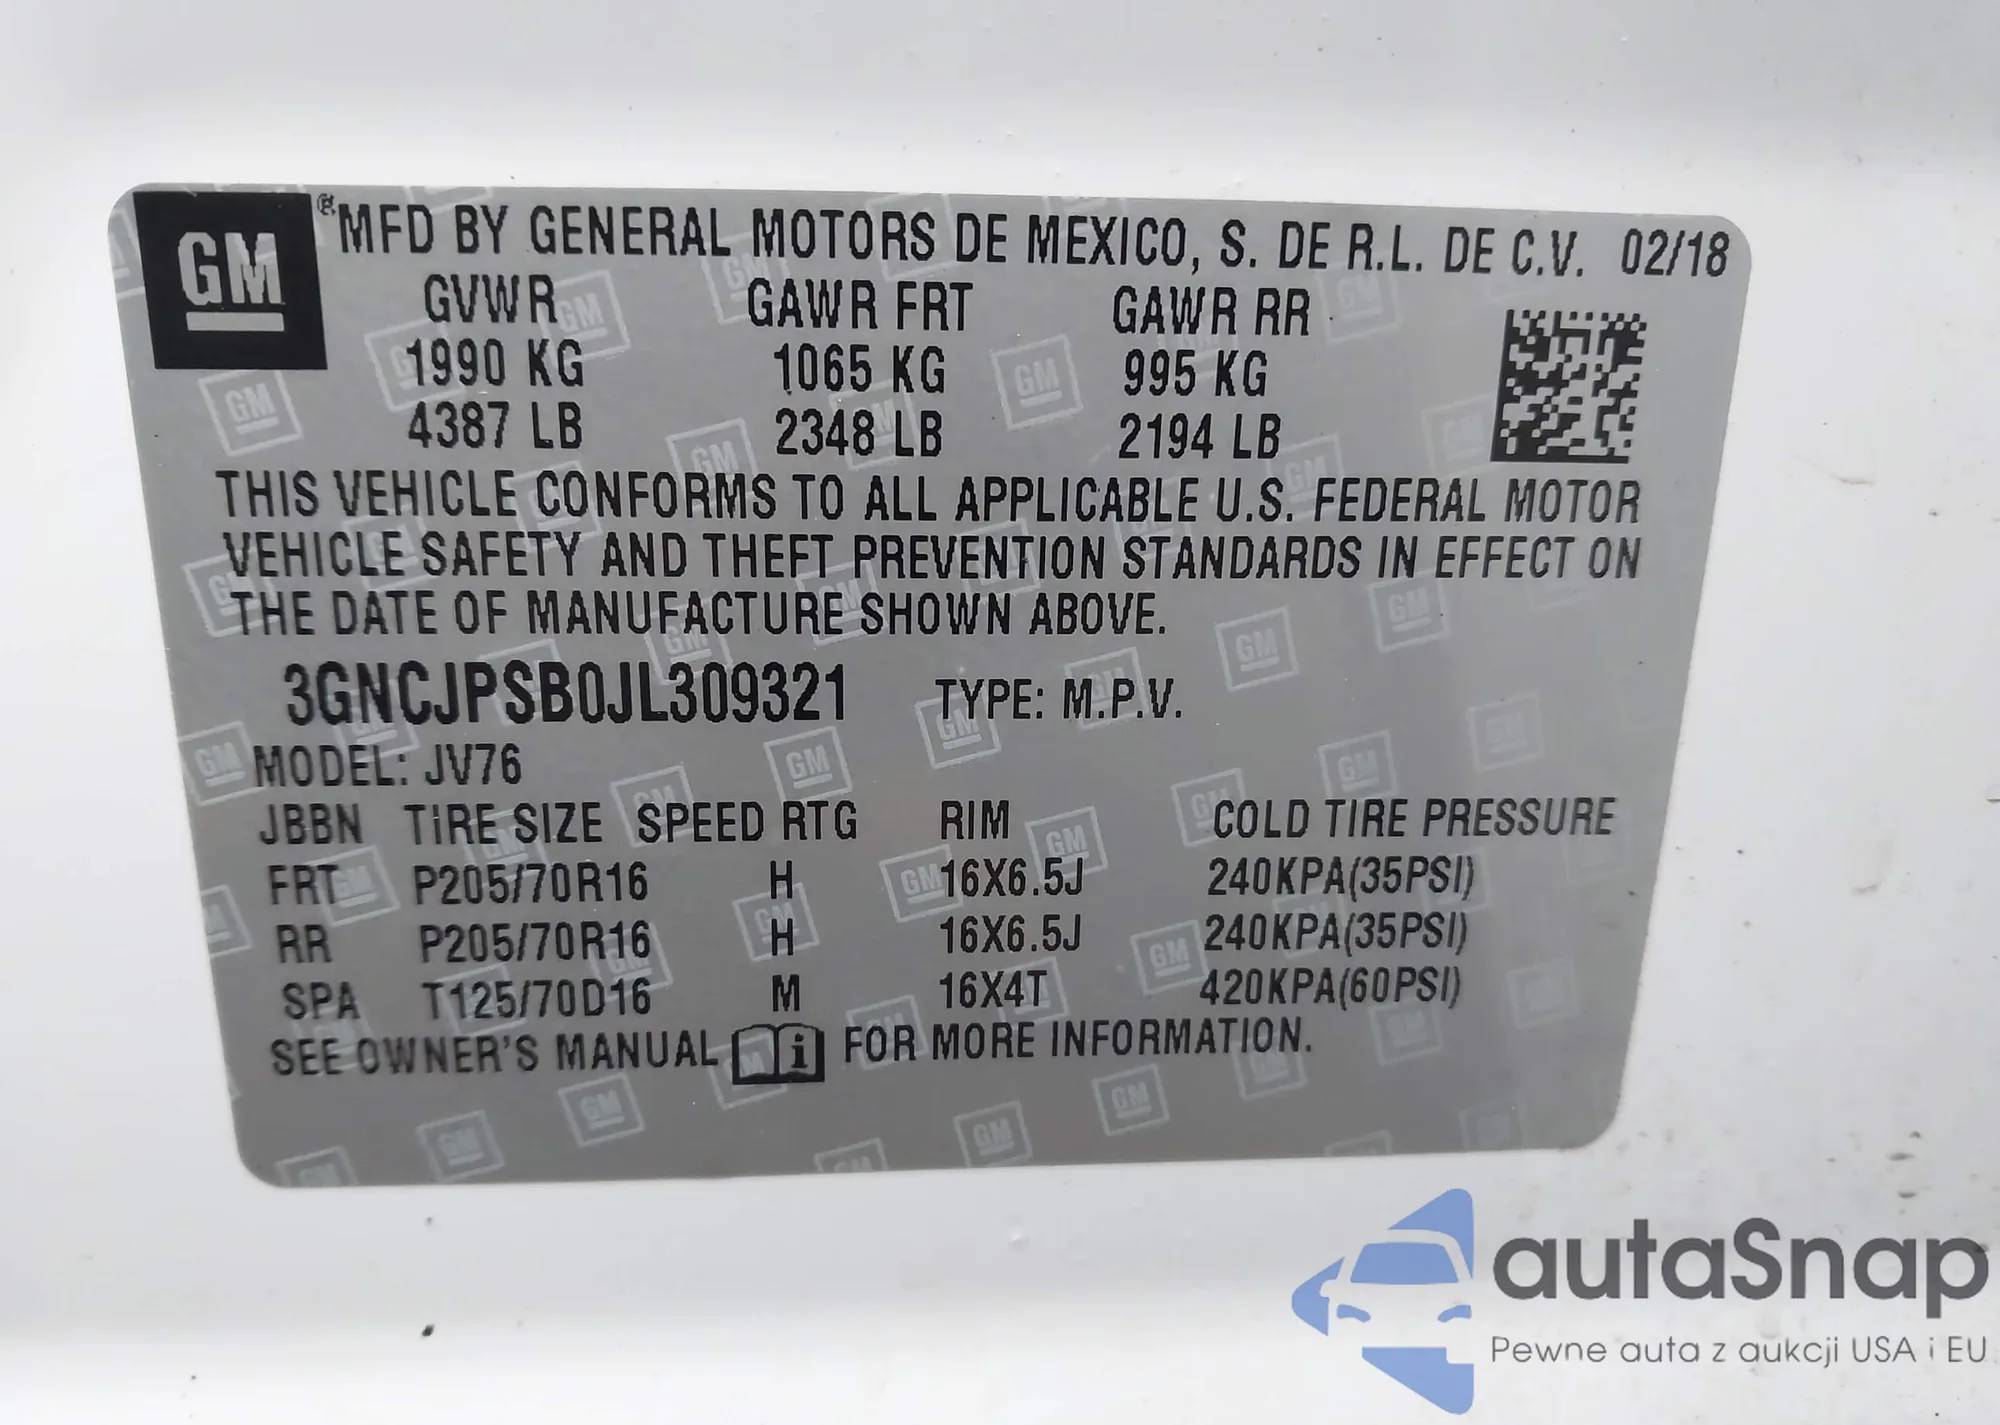 GM ® MFD BY GENERAL MOTORS DE MEXICO, S. DE R.L. DE C.V. 02/18
GVWR GAWR FRT GAWR RR
1990 KG 1065 KG 995 KG
4387 LB 2348 LB 2194 LB
THIS VEHICLE CONFORMS TO ALL APPLICABLE U.S. FEDERAL MOTOR
VEHICLE SAFETY AND THEFT PREVENTION STANDARDS IN EFFECT ON
THE DATE OF MANUFACTURE SHOWN ABOVE.
3GNCJPSB0JL309321 TYPE: M.P.V.
MODEL: JV76
JBBN TIRE SIZE SPEED RTG RIM COLD TIRE PRESSURE
FRT P205/70R16 H 16X6.5J 240KPA(35PSI)
RR P205/70R16 H 16X6.5J 240KPA(35PSI)
SPA T125/70D16 M 16X4T 420KPA(60PSI)
SEE OWNER'S MANUAL i FOR MORE INFORMATION.
autaSnap
Pewne auta z aukcji USA i EU